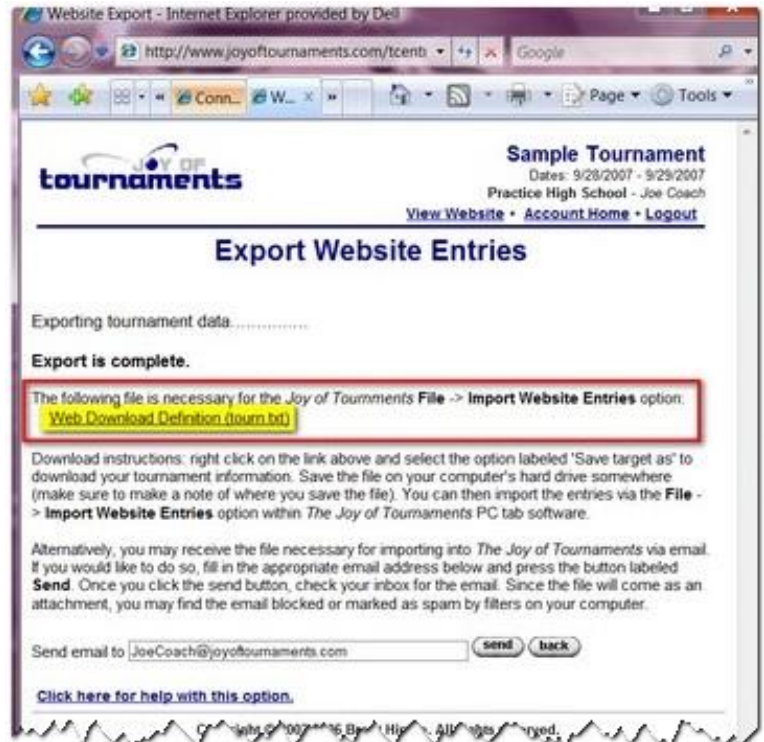 Website Export - Internet Explorer provided by Dell
http://www.joyoftournaments.com/tcent
Google
Conn...
W...
Page
Tools
JOY OF
tournaments
Sample Tournament
Dates: 9/28/2007 - 9/29/2007
Practice High School - Joe Coach
View Website • Account Home • Logout
Export Website Entries
Exporting tournament data...............
Export is complete.
The following file is necessary for the Joy of Tournments File -> Import Website Entries option:
Web Download Definition (tourn.txt)
Download instructions: right click on the link above and select the option labeled 'Save target as' to
download your tournament information. Save the file on your computer's hard drive somewhere
(make sure to make a note of where you save the file). You can then import the entries via the File -
> Import Website Entries option within The Joy of Tournaments PC tab software.
Alternatively, you may receive the file necessary for importing into The Joy of Tournaments via email.
If you would like to do so, fill in the appropriate email address below and press the button labeled
Send. Once you click the send button, check your inbox for the email. Since the file will come as an
attachment, you may find the email blocked or marked as spam by filters on your computer.
Send email to JoeCoach@joyoftournaments.com send back
Click here for help with this option.